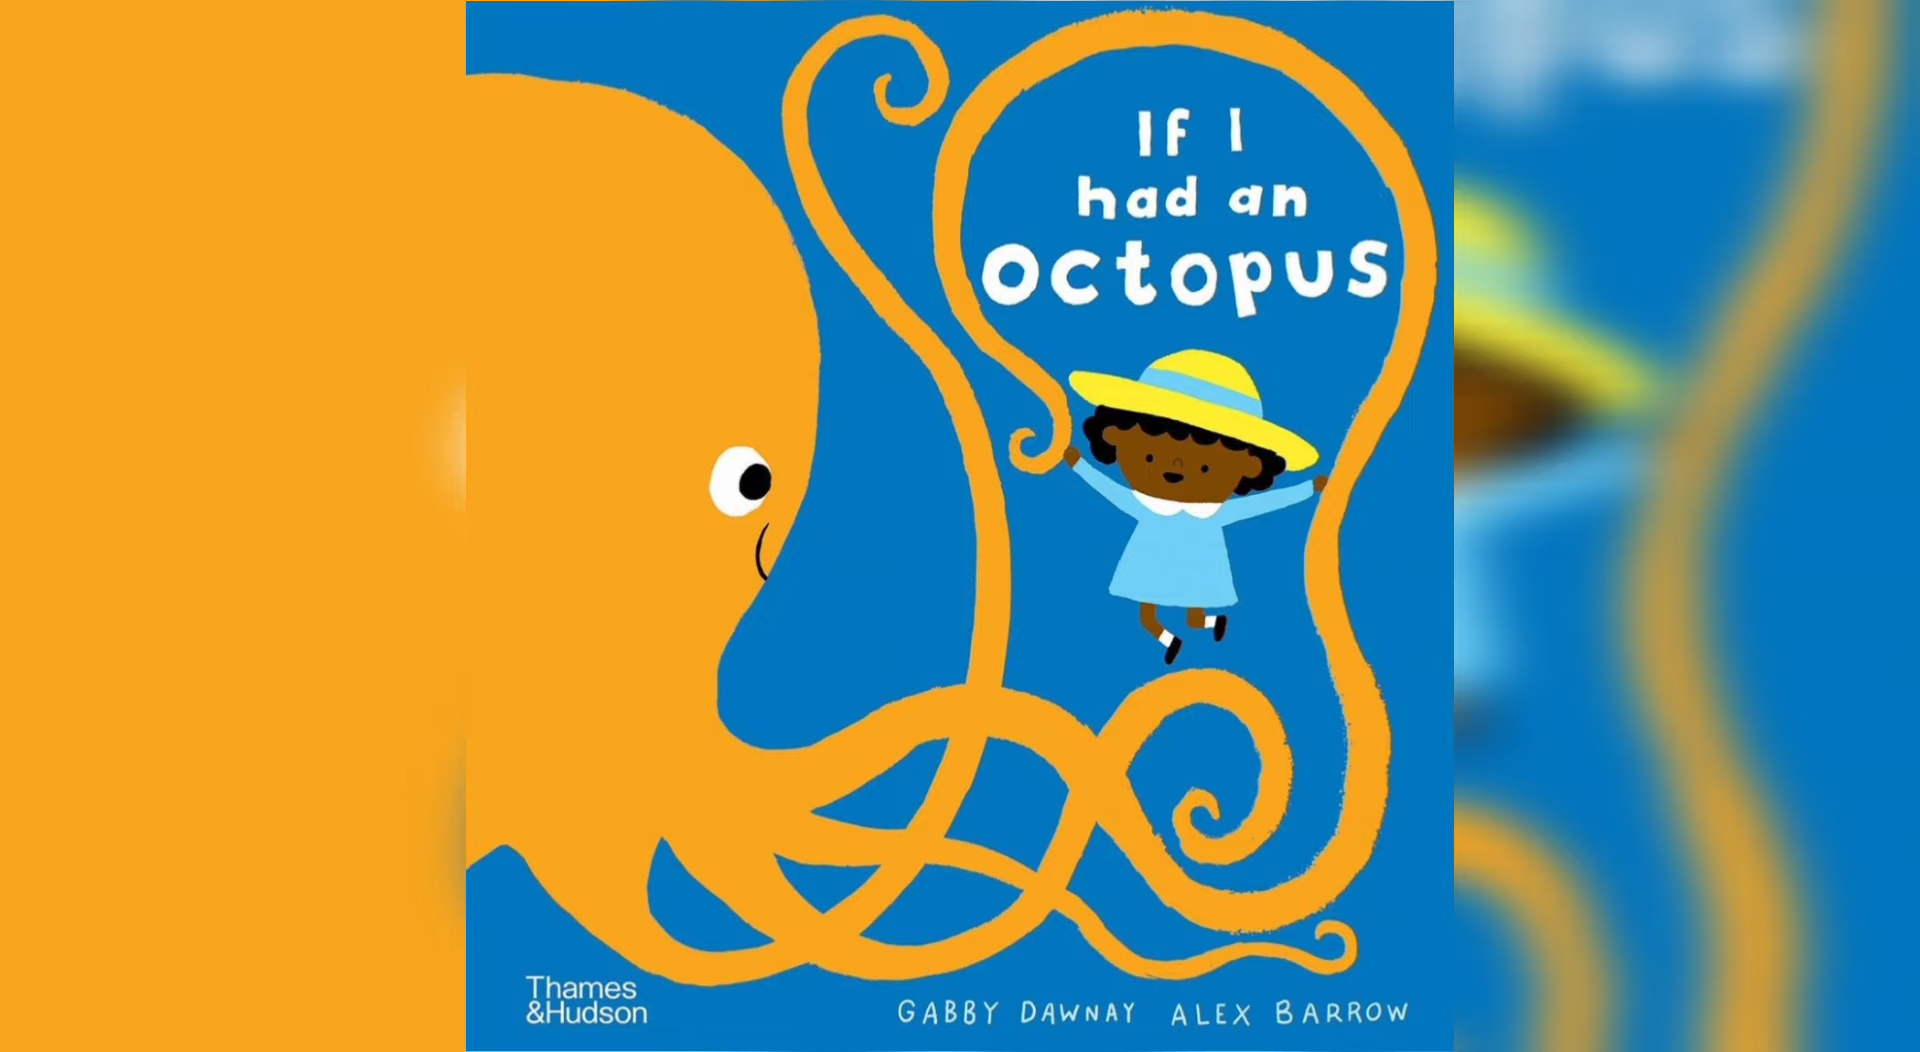 If I
had an
octopus
Thames
&Hudson
GABBY DAWNAY ALEX BARROW